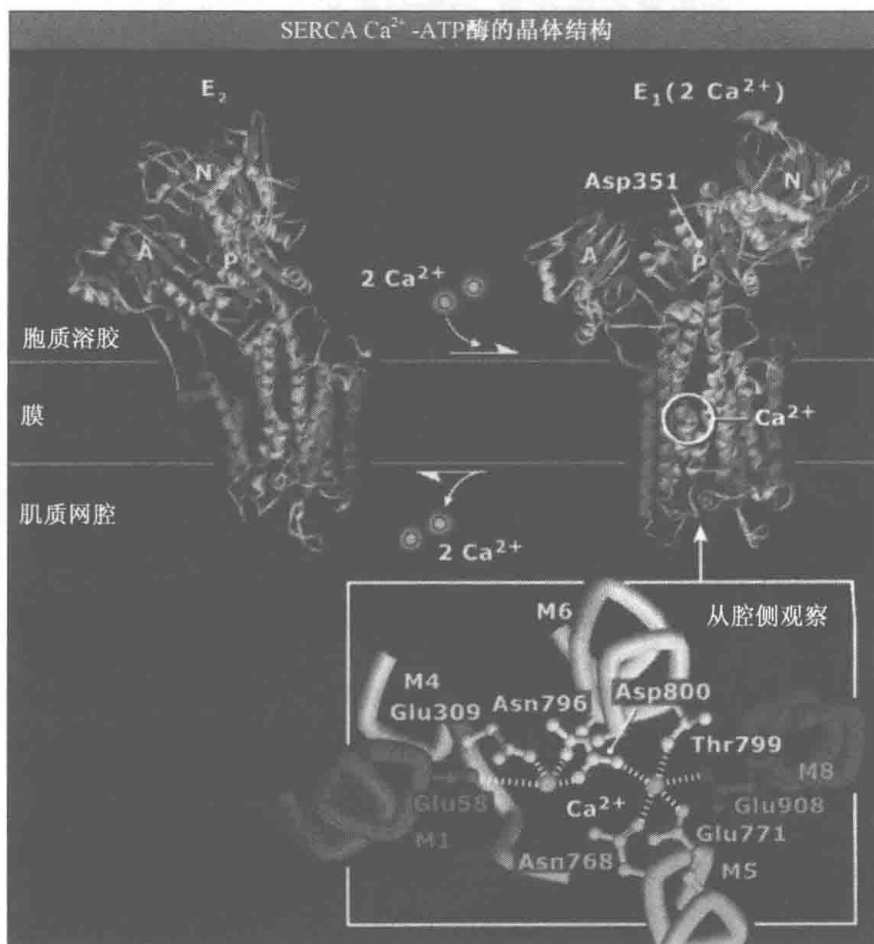 SERCA Ca²⁺ -ATP酶的晶体结构
E₂
E₁(2 Ca²⁺)
Asp351
N
N
A
P
A
P
2 Ca²⁺
胞质溶胶
膜
Ca²⁺
肌质网腔
2 Ca²⁺
从腔侧观察
M6
M4
Asn796
Asp800
Glu309
Thr799
M8
Glu58
Ca²⁺
Glu908
M1
Glu771
Asn768
M5